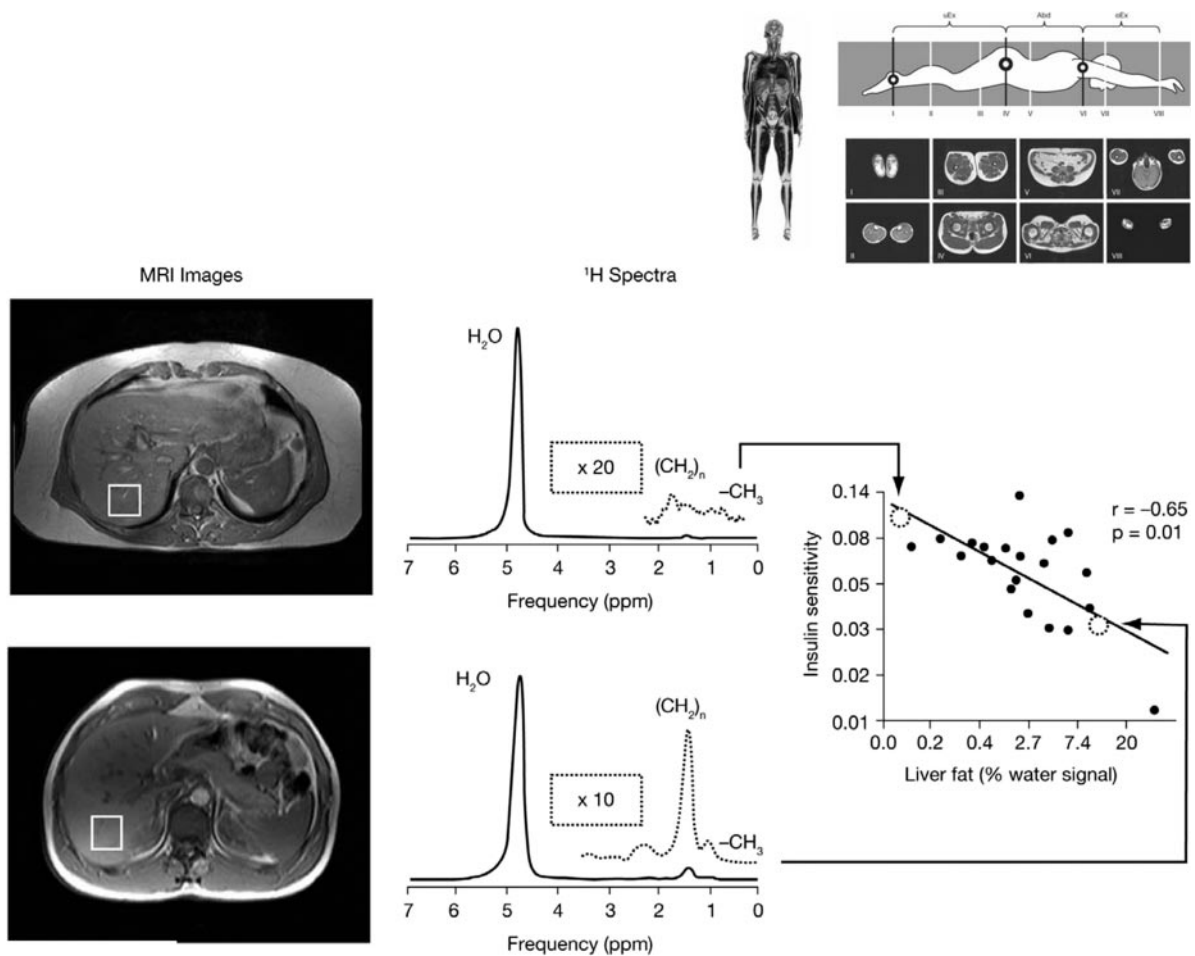 uEx Abd oEx
I II III IV V VI VII VIII
I III V VII
II IV VI VIII
MRI Images
¹H Spectra
H₂O
x 20
(CH₂)ₙ
–CH₃
7 6 5 4 3 2 1 0
Frequency (ppm)
H₂O
x 10
(CH₂)ₙ
–CH₃
7 6 5 4 3 2 1 0
Frequency (ppm)
r = –0.65
p = 0.01
Insulin sensitivity
0.14
0.08
0.05
0.03
0.02
0.01
0.0 0.2 0.4 2.7 7.4 20
Liver fat (% water signal)